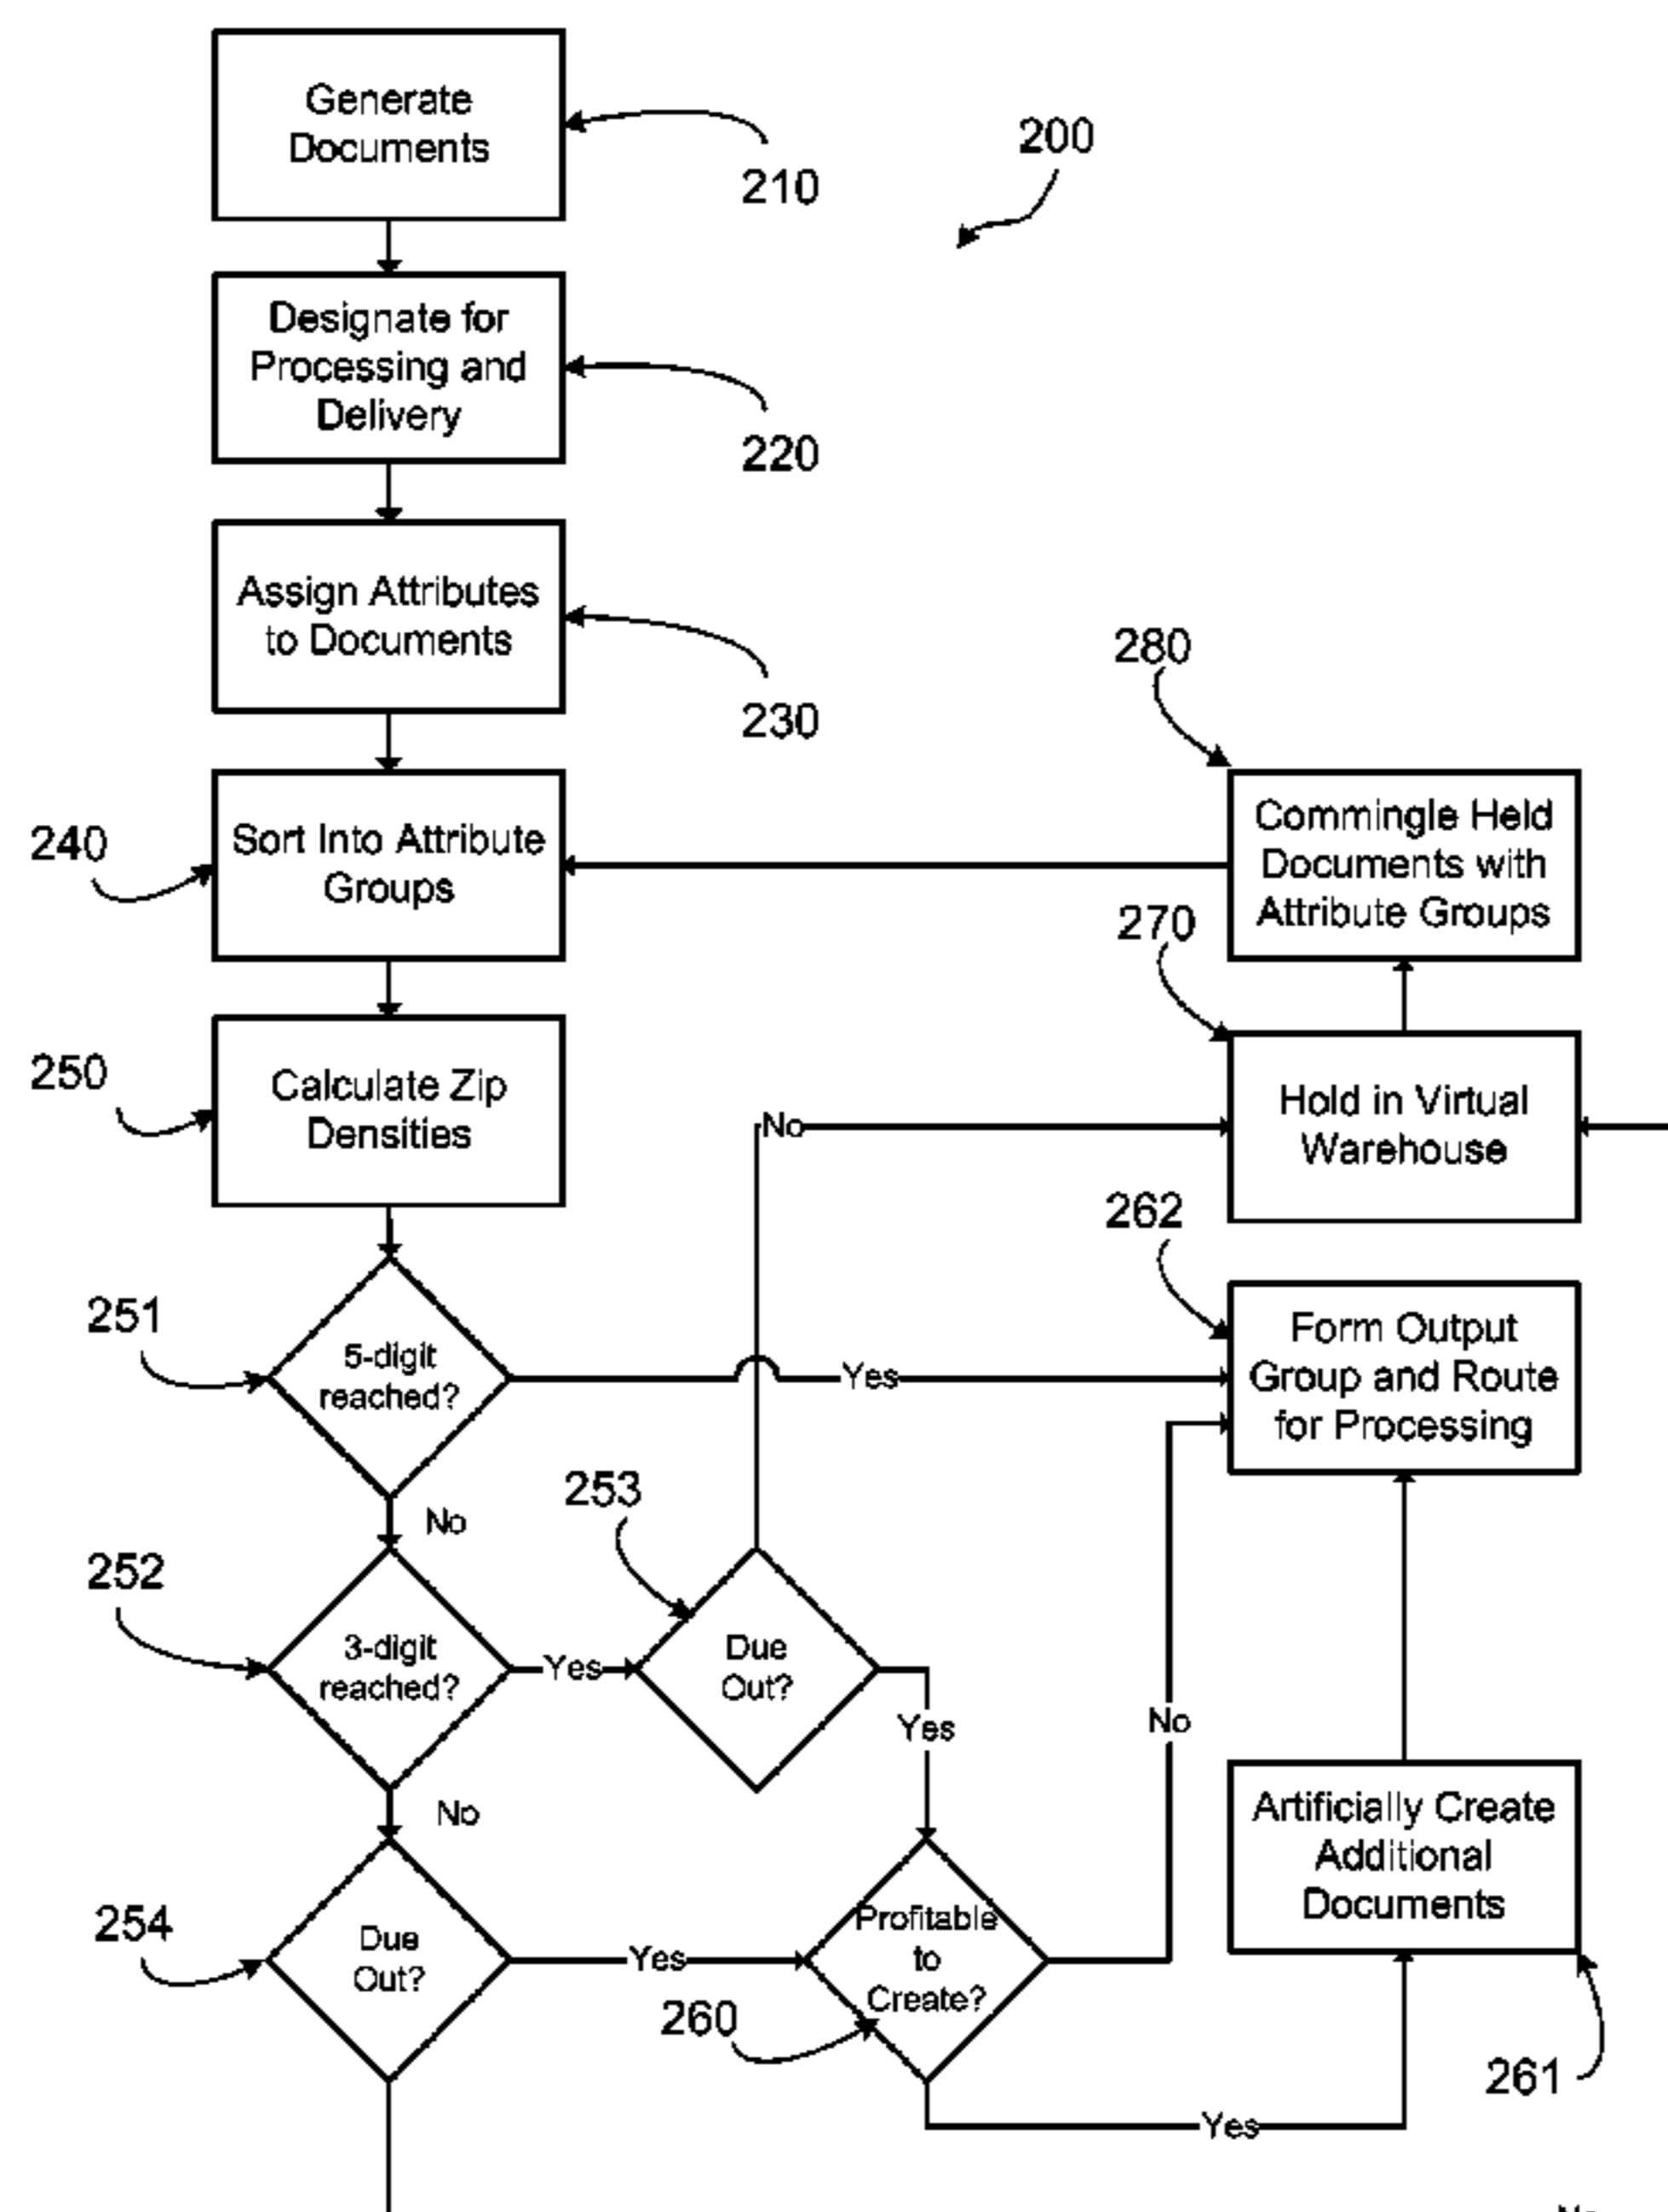 Generate
Documents
210
200
Designate for
Processing and
Delivery
220
Assign Attributes
to Documents
230
280
240
Sort Into Attribute
Groups
Commingle Held
Documents with
Attribute Groups
270
250
Calculate Zip
Densities
No
Hold in Virtual
Warehouse
262
251
5-digit
reached?
Yes
Form Output
Group and Route
for Processing
No
253
252
3-digit
reached?
Yes
Due
Out?
Yes
No
No
Artificially Create
Additional
Documents
254
Due
Out?
Yes
Profitable
to
Create?
260
261
Yes